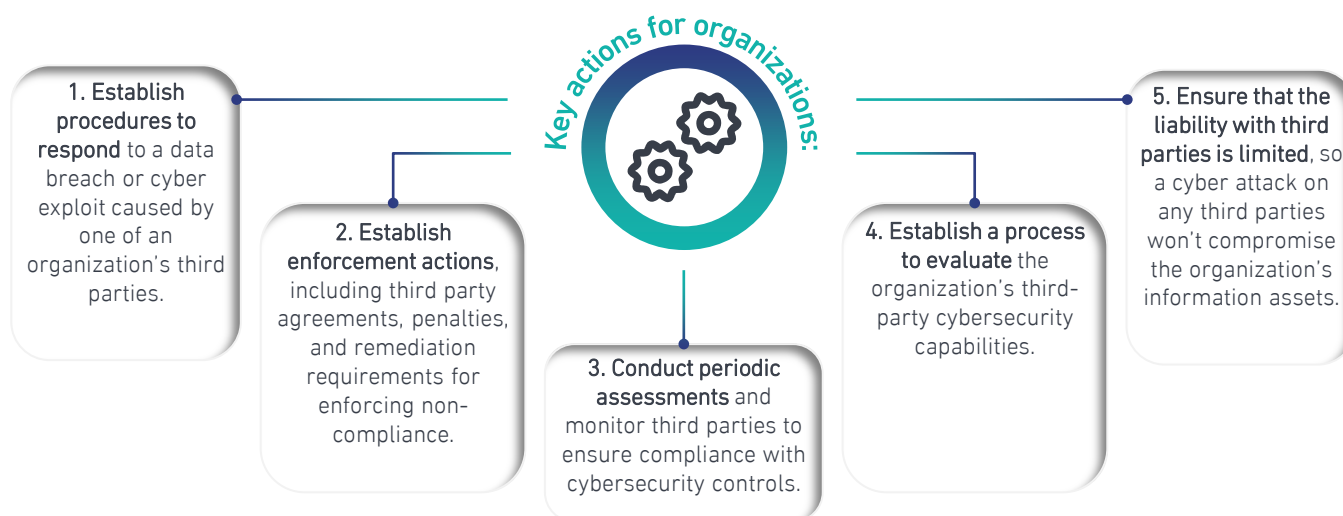 Key actions for organizations:
1. Establish
procedures to
respond to a data
breach or cyber
exploit caused by
one of an
organization's third
parties.
2. Establish
enforcement actions,
including third party
agreements, penalties,
and remediation
requirements for
enforcing non-
compliance.
3. Conduct periodic
assessments and
monitor third parties to
ensure compliance with
cybersecurity controls.
4. Establish a process
to evaluate the
organization's third-
party cybersecurity
capabilities.
5. Ensure that the
liability with third
parties is limited, so
a cyber attack on
any third parties
won't compromise
the organization's
information assets.